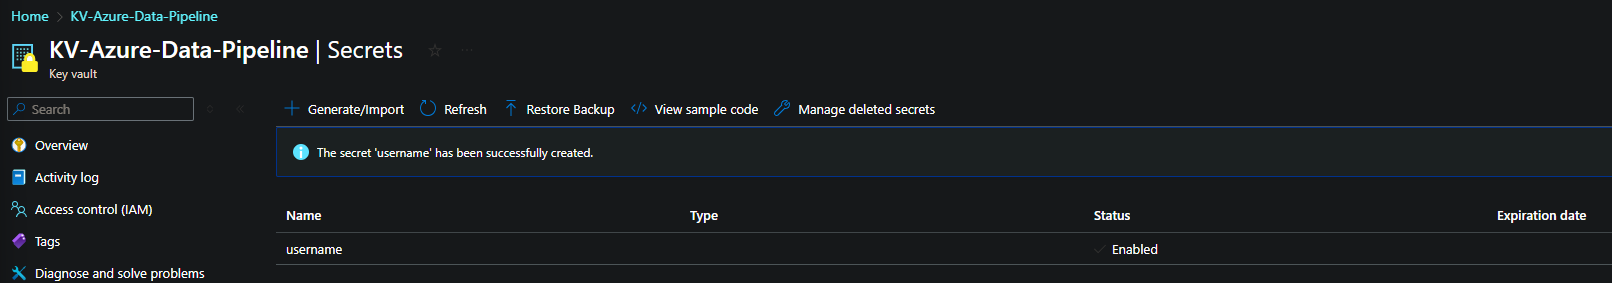 Home > KV-Azure-Data-Pipeline
KV-Azure-Data-Pipeline | Secrets
Key vault
Search
Overview
Activity log
Access control (IAM)
Tags
Diagnose and solve problems
Generate/Import Refresh Restore Backup View sample code Manage deleted secrets
The secret 'username' has been successfully created.
Name Type Status Expiration date
username Enabled